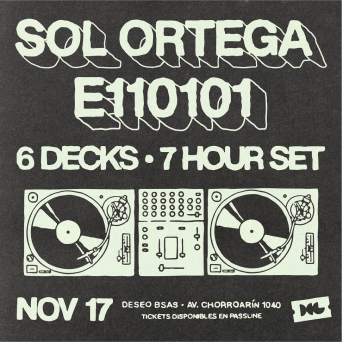 SOL ORTEGA
E110101
6 DECKS • 7 HOUR SET
NOV 17
DESEO BSAS • AV. CHORROARÍN 1040
TICKETS DISPONIBLES EN PASSLINE